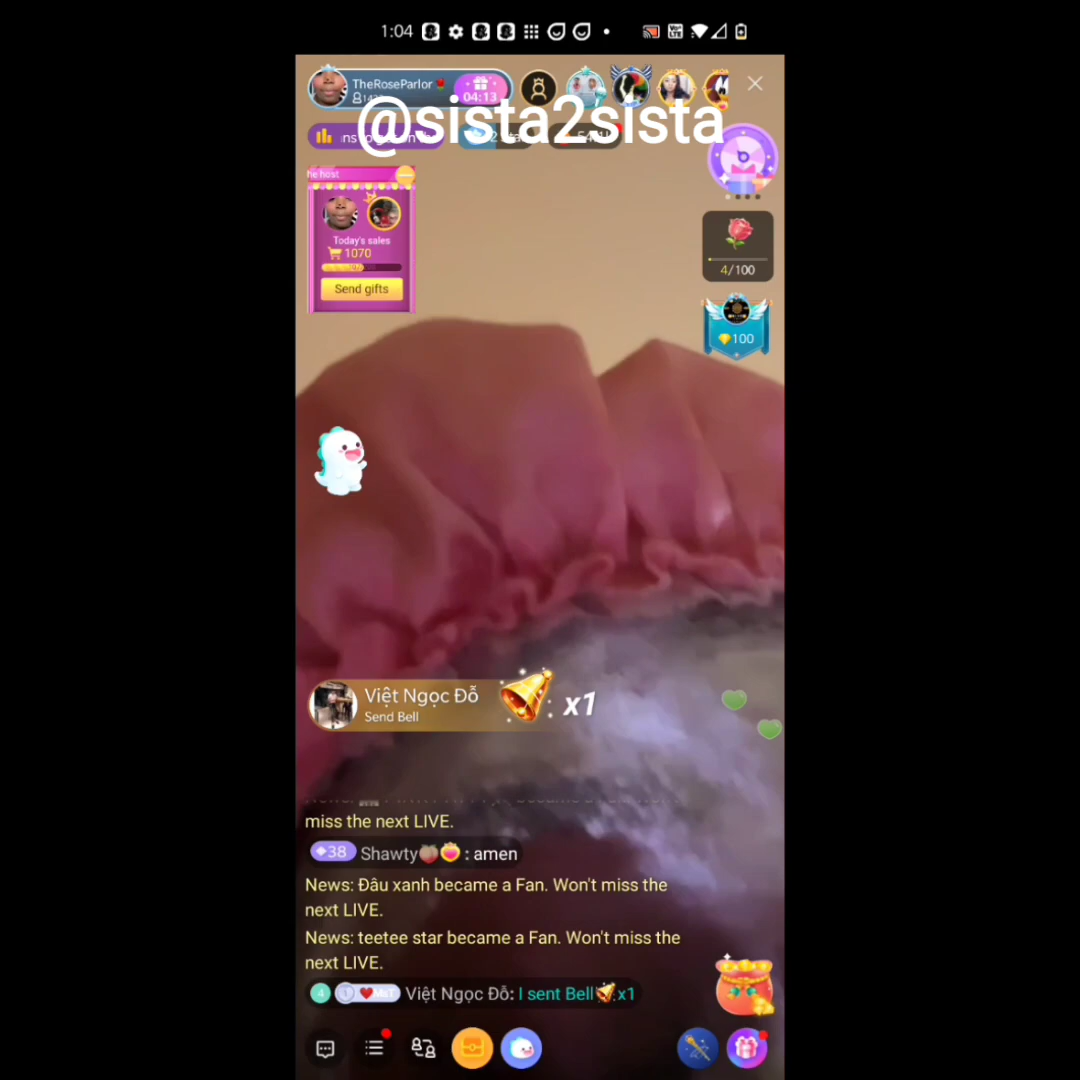 1:04
TheRoseParlor
04:13
@sista2sista
he host
Today's sales
1070
Send gifts
4/100
100
Việt Ngọc Đỗ
Send Bell
x1
miss the next LIVE.
38 Shawty : amen
News: Đâu xanh became a Fan. Won't miss the
next LIVE.
News: teetee star became a Fan. Won't miss the
next LIVE.
4 Việt Ngọc Đỗ: I sent Bell x1